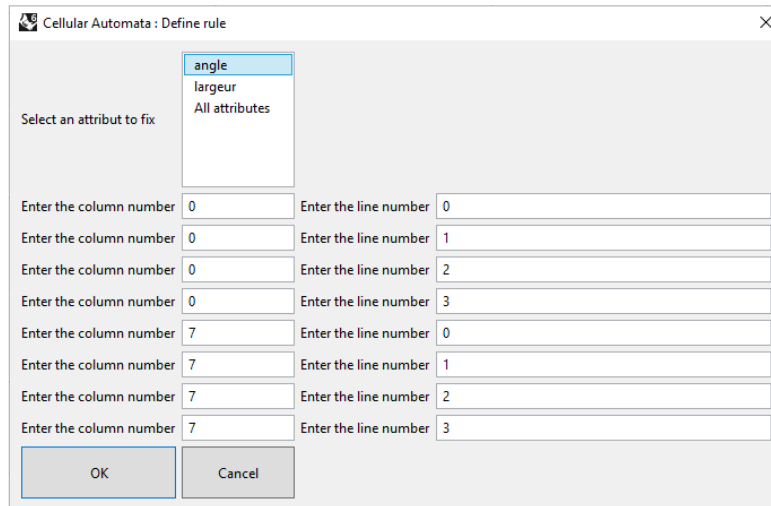 Cellular Automata : Define rule
Select an attribut to fix
angle
largeur
All attributes
Enter the column number 0 Enter the line number 0
Enter the column number 0 Enter the line number 1
Enter the column number 0 Enter the line number 2
Enter the column number 0 Enter the line number 3
Enter the column number 7 Enter the line number 0
Enter the column number 7 Enter the line number 1
Enter the column number 7 Enter the line number 2
Enter the column number 7 Enter the line number 3
OK Cancel